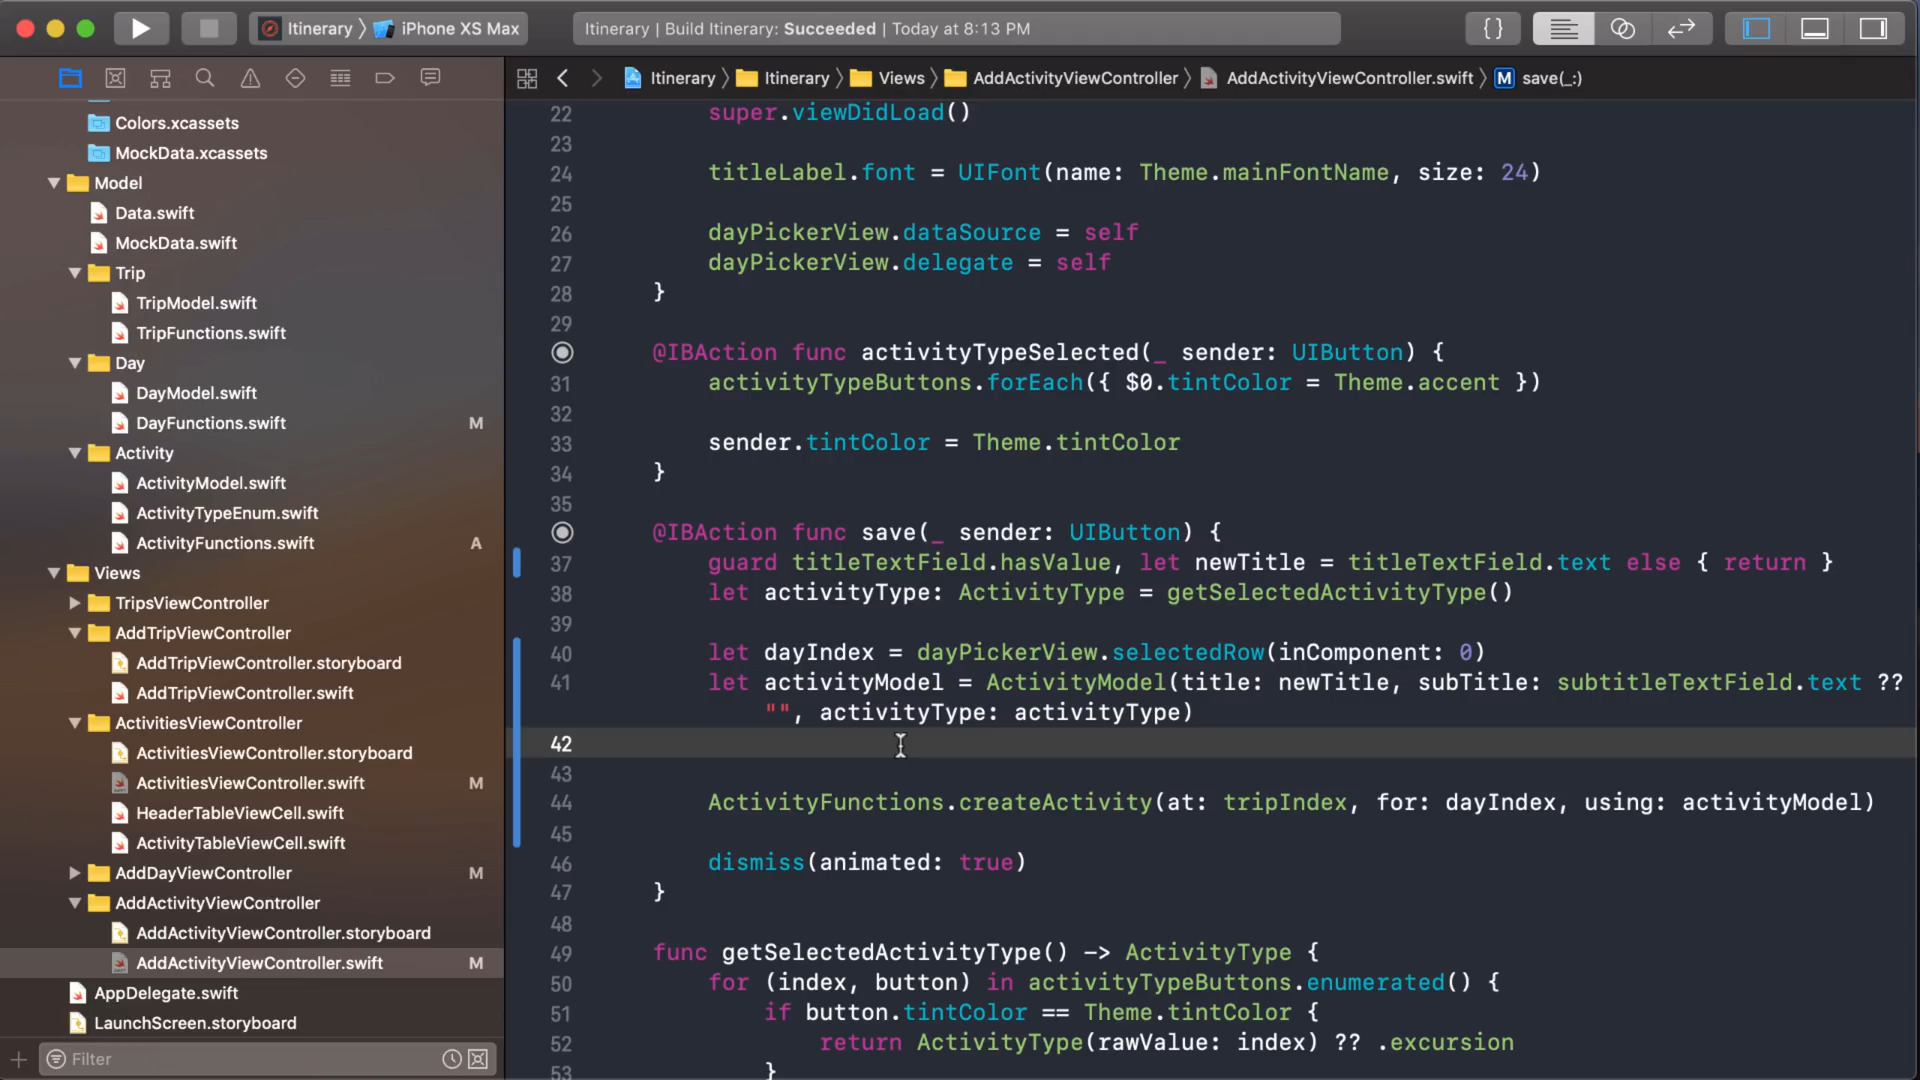 Itinerary
iPhone XS Max
Itinerary | Build Itinerary: Succeeded | Today at 8:13 PM
{ }
Itinerary
Itinerary
Views
AddActivityViewController
AddActivityViewController.swift
M
save(_:)
Colors.xcassets
MockData.xcassets
Model
Data.swift
MockData.swift
Trip
TripModel.swift
TripFunctions.swift
Day
DayModel.swift
DayFunctions.swift M
Activity
ActivityModel.swift
ActivityTypeEnum.swift
ActivityFunctions.swift A
Views
TripsViewController
AddTripViewController
AddTripViewController.storyboard
AddTripViewController.swift
ActivitiesViewController
ActivitiesViewController.storyboard
ActivitiesViewController.swift M
HeaderTableViewCell.swift
ActivityTableViewCell.swift
AddDayViewController M
AddActivityViewController
AddActivityViewController.storyboard
AddActivityViewController.swift M
AppDelegate.swift
LaunchScreen.storyboard
Filter
22 super.viewDidLoad()
23
24 titleLabel.font = UIFont(name: Theme.mainFontName, size: 24)
25
26 dayPickerView.dataSource = self
27 dayPickerView.delegate = self
28 }
29
@IBAction func activityTypeSelected(_ sender: UIButton) {
31 activityTypeButtons.forEach({ $0.tintColor = Theme.accent })
32
33 sender.tintColor = Theme.tintColor
34 }
35
@IBAction func save(_ sender: UIButton) {
37 guard titleTextField.hasValue, let newTitle = titleTextField.text else { return }
38 let activityType: ActivityType = getSelectedActivityType()
39
40 let dayIndex = dayPickerView.selectedRow(inComponent: 0)
41 let activityModel = ActivityModel(title: newTitle, subTitle: subtitleTextField.text ??
"", activityType: activityType)
42
43
44 ActivityFunctions.createActivity(at: tripIndex, for: dayIndex, using: activityModel)
45
46 dismiss(animated: true)
47 }
48
49 func getSelectedActivityType() -> ActivityType {
50 for (index, button) in activityTypeButtons.enumerated() {
51 if button.tintColor == Theme.tintColor {
52 return ActivityType(rawValue: index) ?? .excursion
53 }